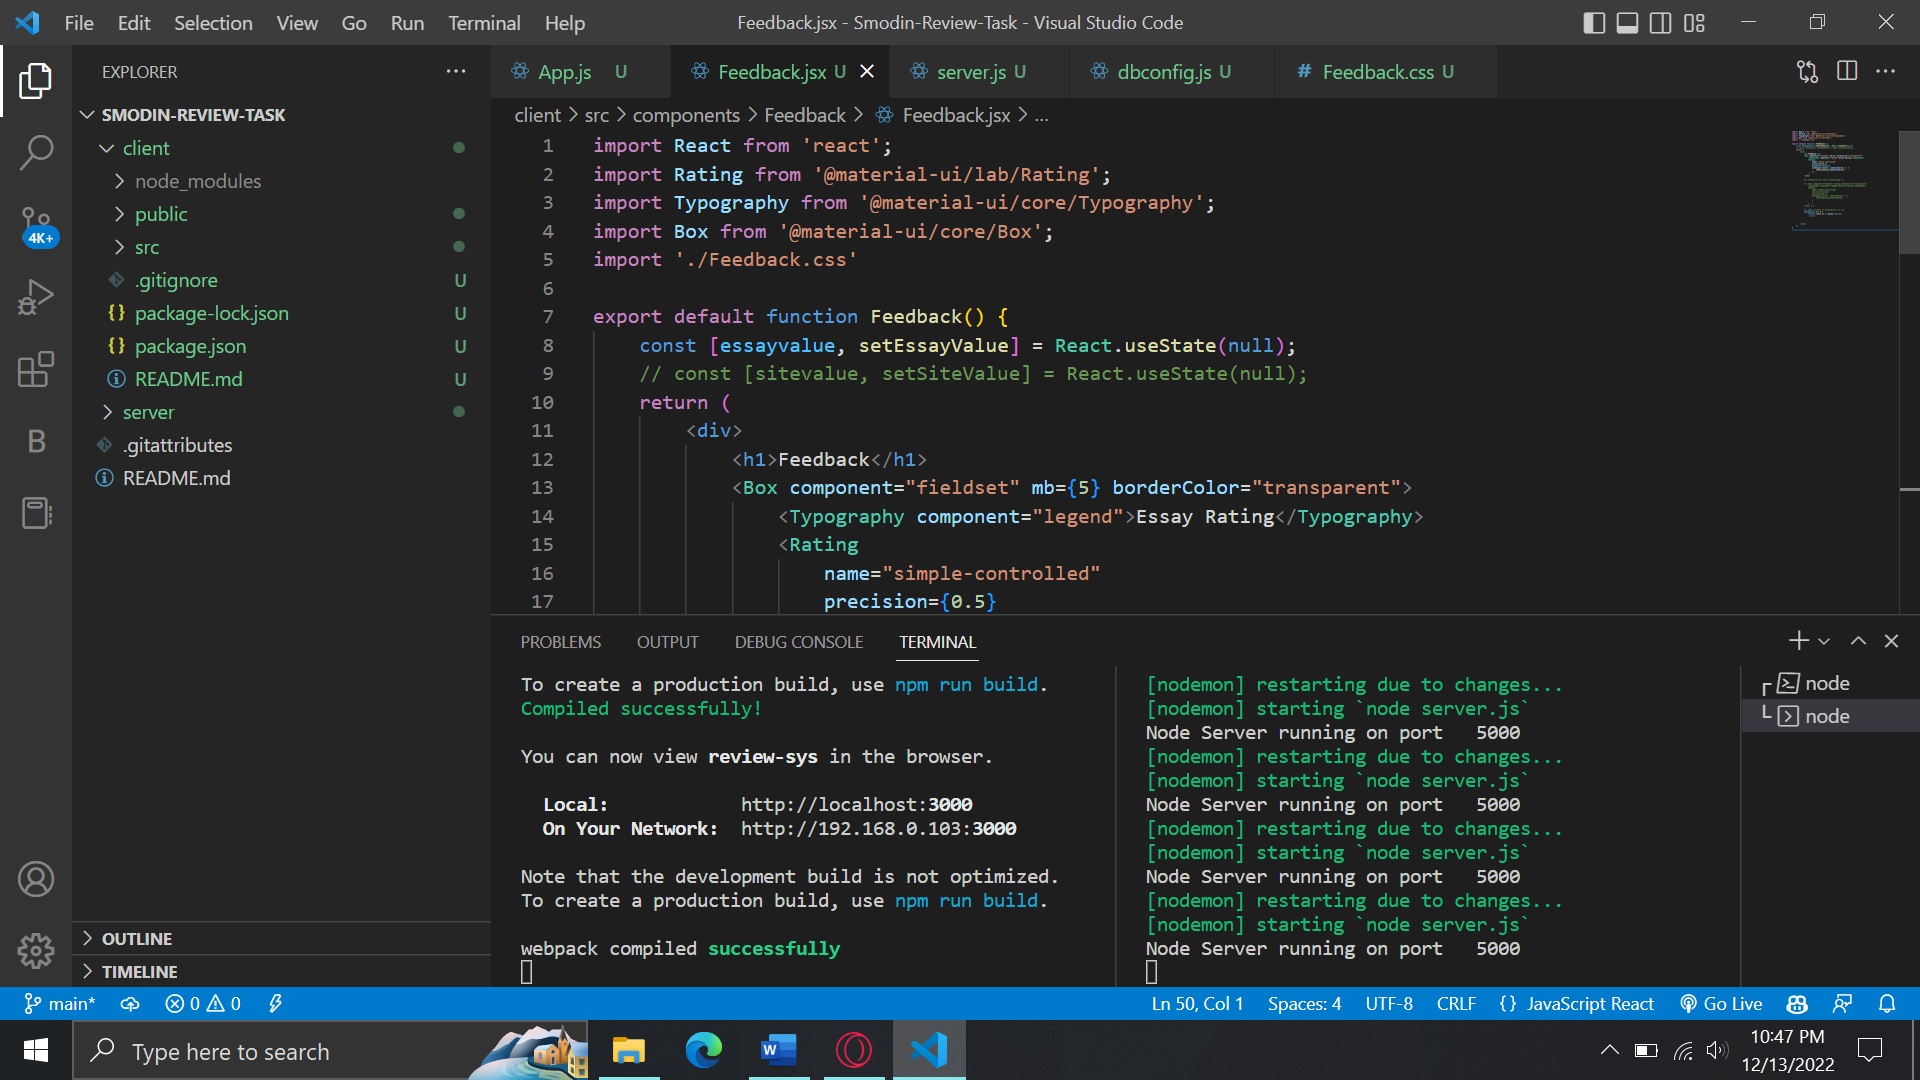 File Edit Selection View Go Run Terminal Help
Feedback.jsx - Smodin-Review-Task - Visual Studio Code
EXPLORER
SMODIN-REVIEW-TASK
client
node_modules
public
src
.gitignore U
package-lock.json U
package.json U
README.md U
server
.gitattributes
README.md
OUTLINE
TIMELINE
4K+
B
App.js U
Feedback.jsx U
server.js U
dbconfig.js U
# Feedback.css U
client > src > components > Feedback > Feedback.jsx > ...
1 import React from 'react';
2 import Rating from '@material-ui/lab/Rating';
3 import Typography from '@material-ui/core/Typography';
4 import Box from '@material-ui/core/Box';
5 import './Feedback.css'
6
7 export default function Feedback() {
8 const [essayvalue, setEssayValue] = React.useState(null);
9 // const [sitevalue, setSiteValue] = React.useState(null);
10 return (
11 <div>
12 <h1>Feedback</h1>
13 <Box component="fieldset" mb={5} borderColor="transparent">
14 <Typography component="legend">Essay Rating</Typography>
15 <Rating
16 name="simple-controlled"
17 precision={0.5}
PROBLEMS OUTPUT DEBUG CONSOLE TERMINAL
To create a production build, use npm run build.
Compiled successfully!
You can now view review-sys in the browser.
Local: http://localhost:3000
On Your Network: http://192.168.0.103:3000
Note that the development build is not optimized.
To create a production build, use npm run build.
webpack compiled successfully
[nodemon] restarting due to changes...
[nodemon] starting `node server.js`
Node Server running on port 5000
[nodemon] restarting due to changes...
[nodemon] starting `node server.js`
Node Server running on port 5000
[nodemon] restarting due to changes...
[nodemon] starting `node server.js`
Node Server running on port 5000
[nodemon] restarting due to changes...
[nodemon] starting `node server.js`
Node Server running on port 5000
node
node
main* 0 0
Ln 50, Col 1 Spaces: 4 UTF-8 CRLF {} JavaScript React Go Live
Type here to search
10:47 PM
12/13/2022